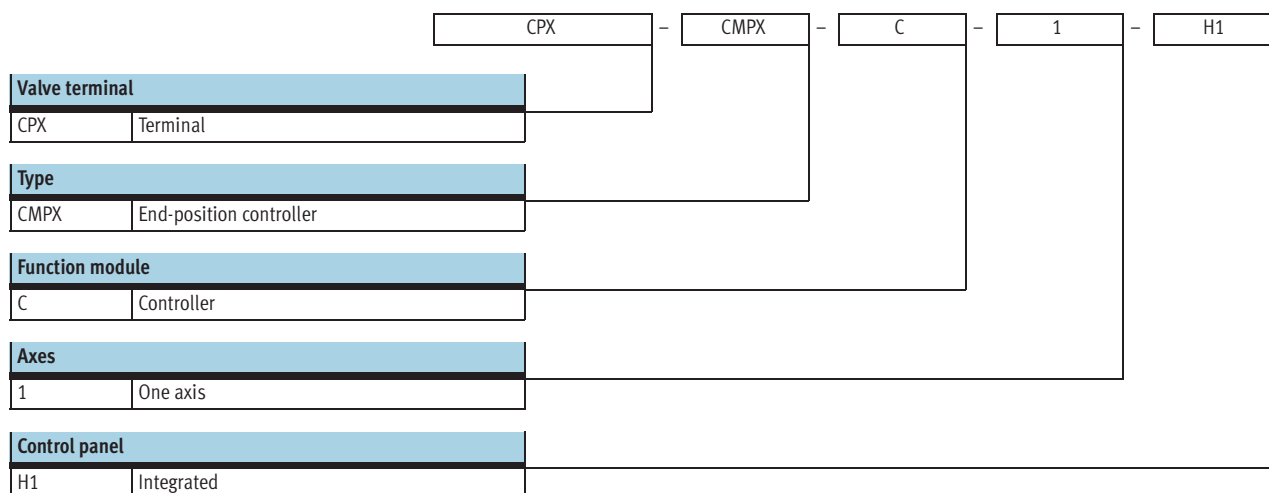 CPX – CMPX – C – 1 – H1
Valve terminal
CPX Terminal
Type
CMPX End-position controller
Function module
C Controller
Axes
1 One axis
Control panel
H1 Integrated